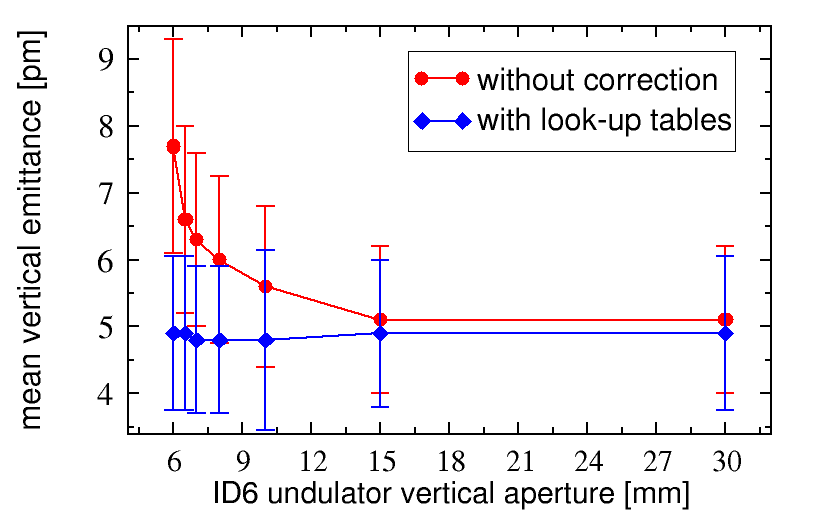 mean vertical emittance [pm]
9
8
7
6
5
4
without correction
with look-up tables
6 9 12 15 18 21 24 27 30
ID6 undulator vertical aperture [mm]